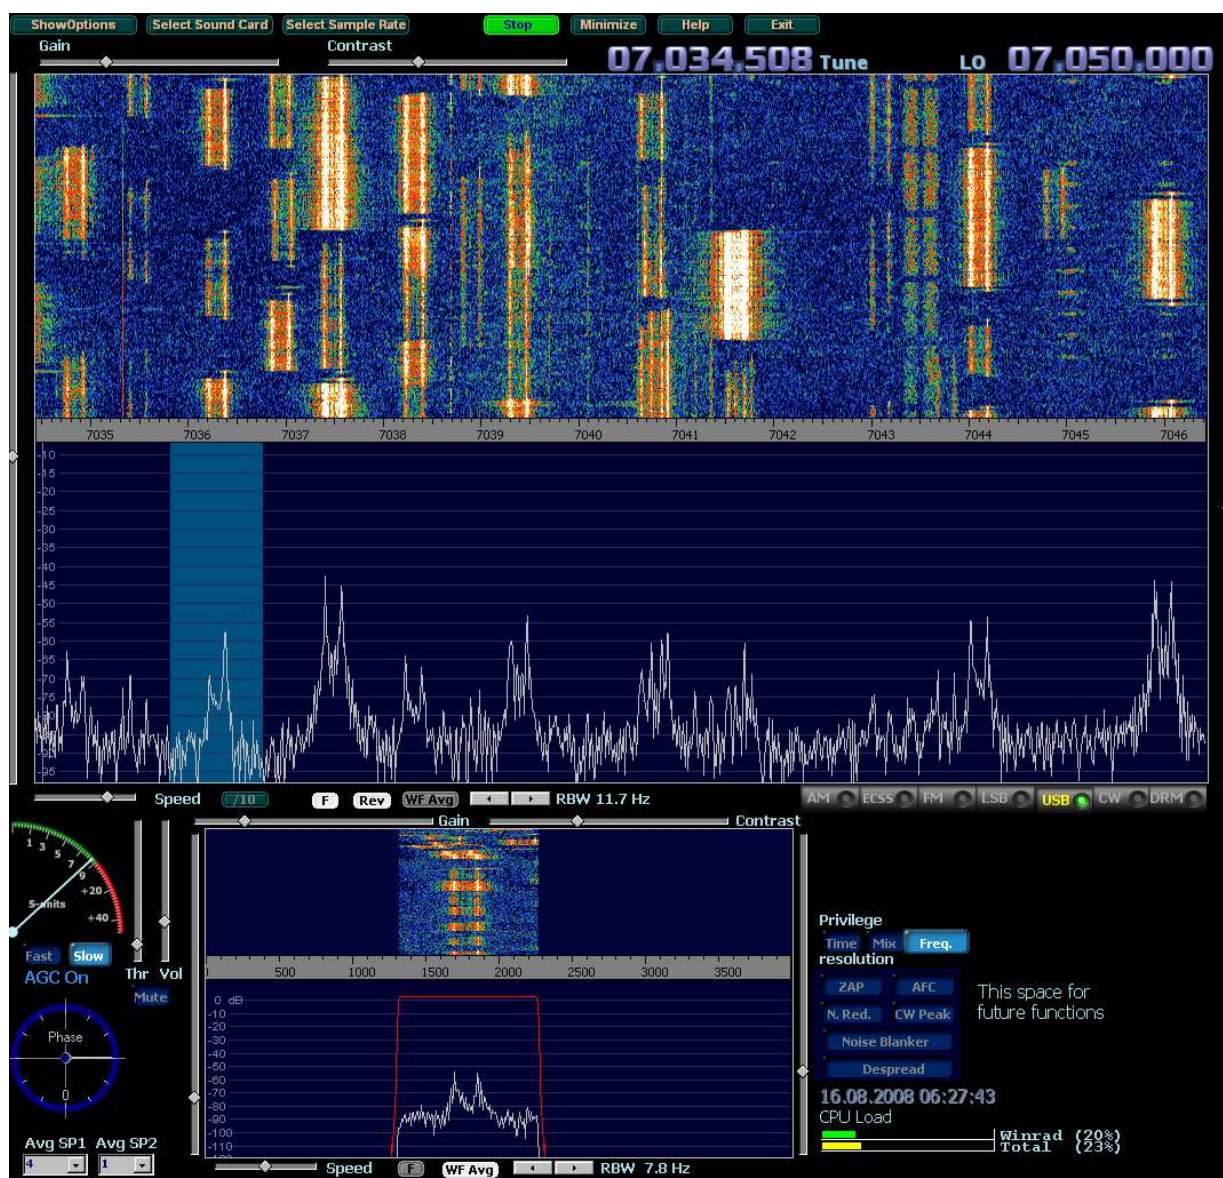 ShowOptions Select Sound Card Select Sample Rate Stop Minimize Help Exit
Gain Contrast 07,034,508 Tune LO 07,050,000
7035 7036 7037 7038 7039 7040 7041 7042 7043 7044 7045 7046
-10
-15
-20
-25
-30
-35
-40
-45
-50
-55
-60
-65
-70
-75
-80
-85
-90
-95
Speed /10 F Rev WF Avg RBW 11.7 Hz AM ECSS FM LSB USB CW DRM
Gain Contrast
1 3 5 7 9 +20 +40
S-units
Fast Slow
AGC On
Thr Vol
Mute
Phase
0
Avg SP1 Avg SP2
4 1
500 1000 1500 2000 2500 3000 3500
0 dB
-10
-20
-30
-40
-50
-60
-70
-80
-90
-100
-110
Speed F WF Avg RBW 7.8 Hz
Privilege
Time Mix Freq.
resolution
ZAP AFC
N. Red. CW Peak
Noise Blanker
Despread
This space for
future functions
16.08.2008 06:27:43
CPU Load
Winrad (20%)
Total (23%)